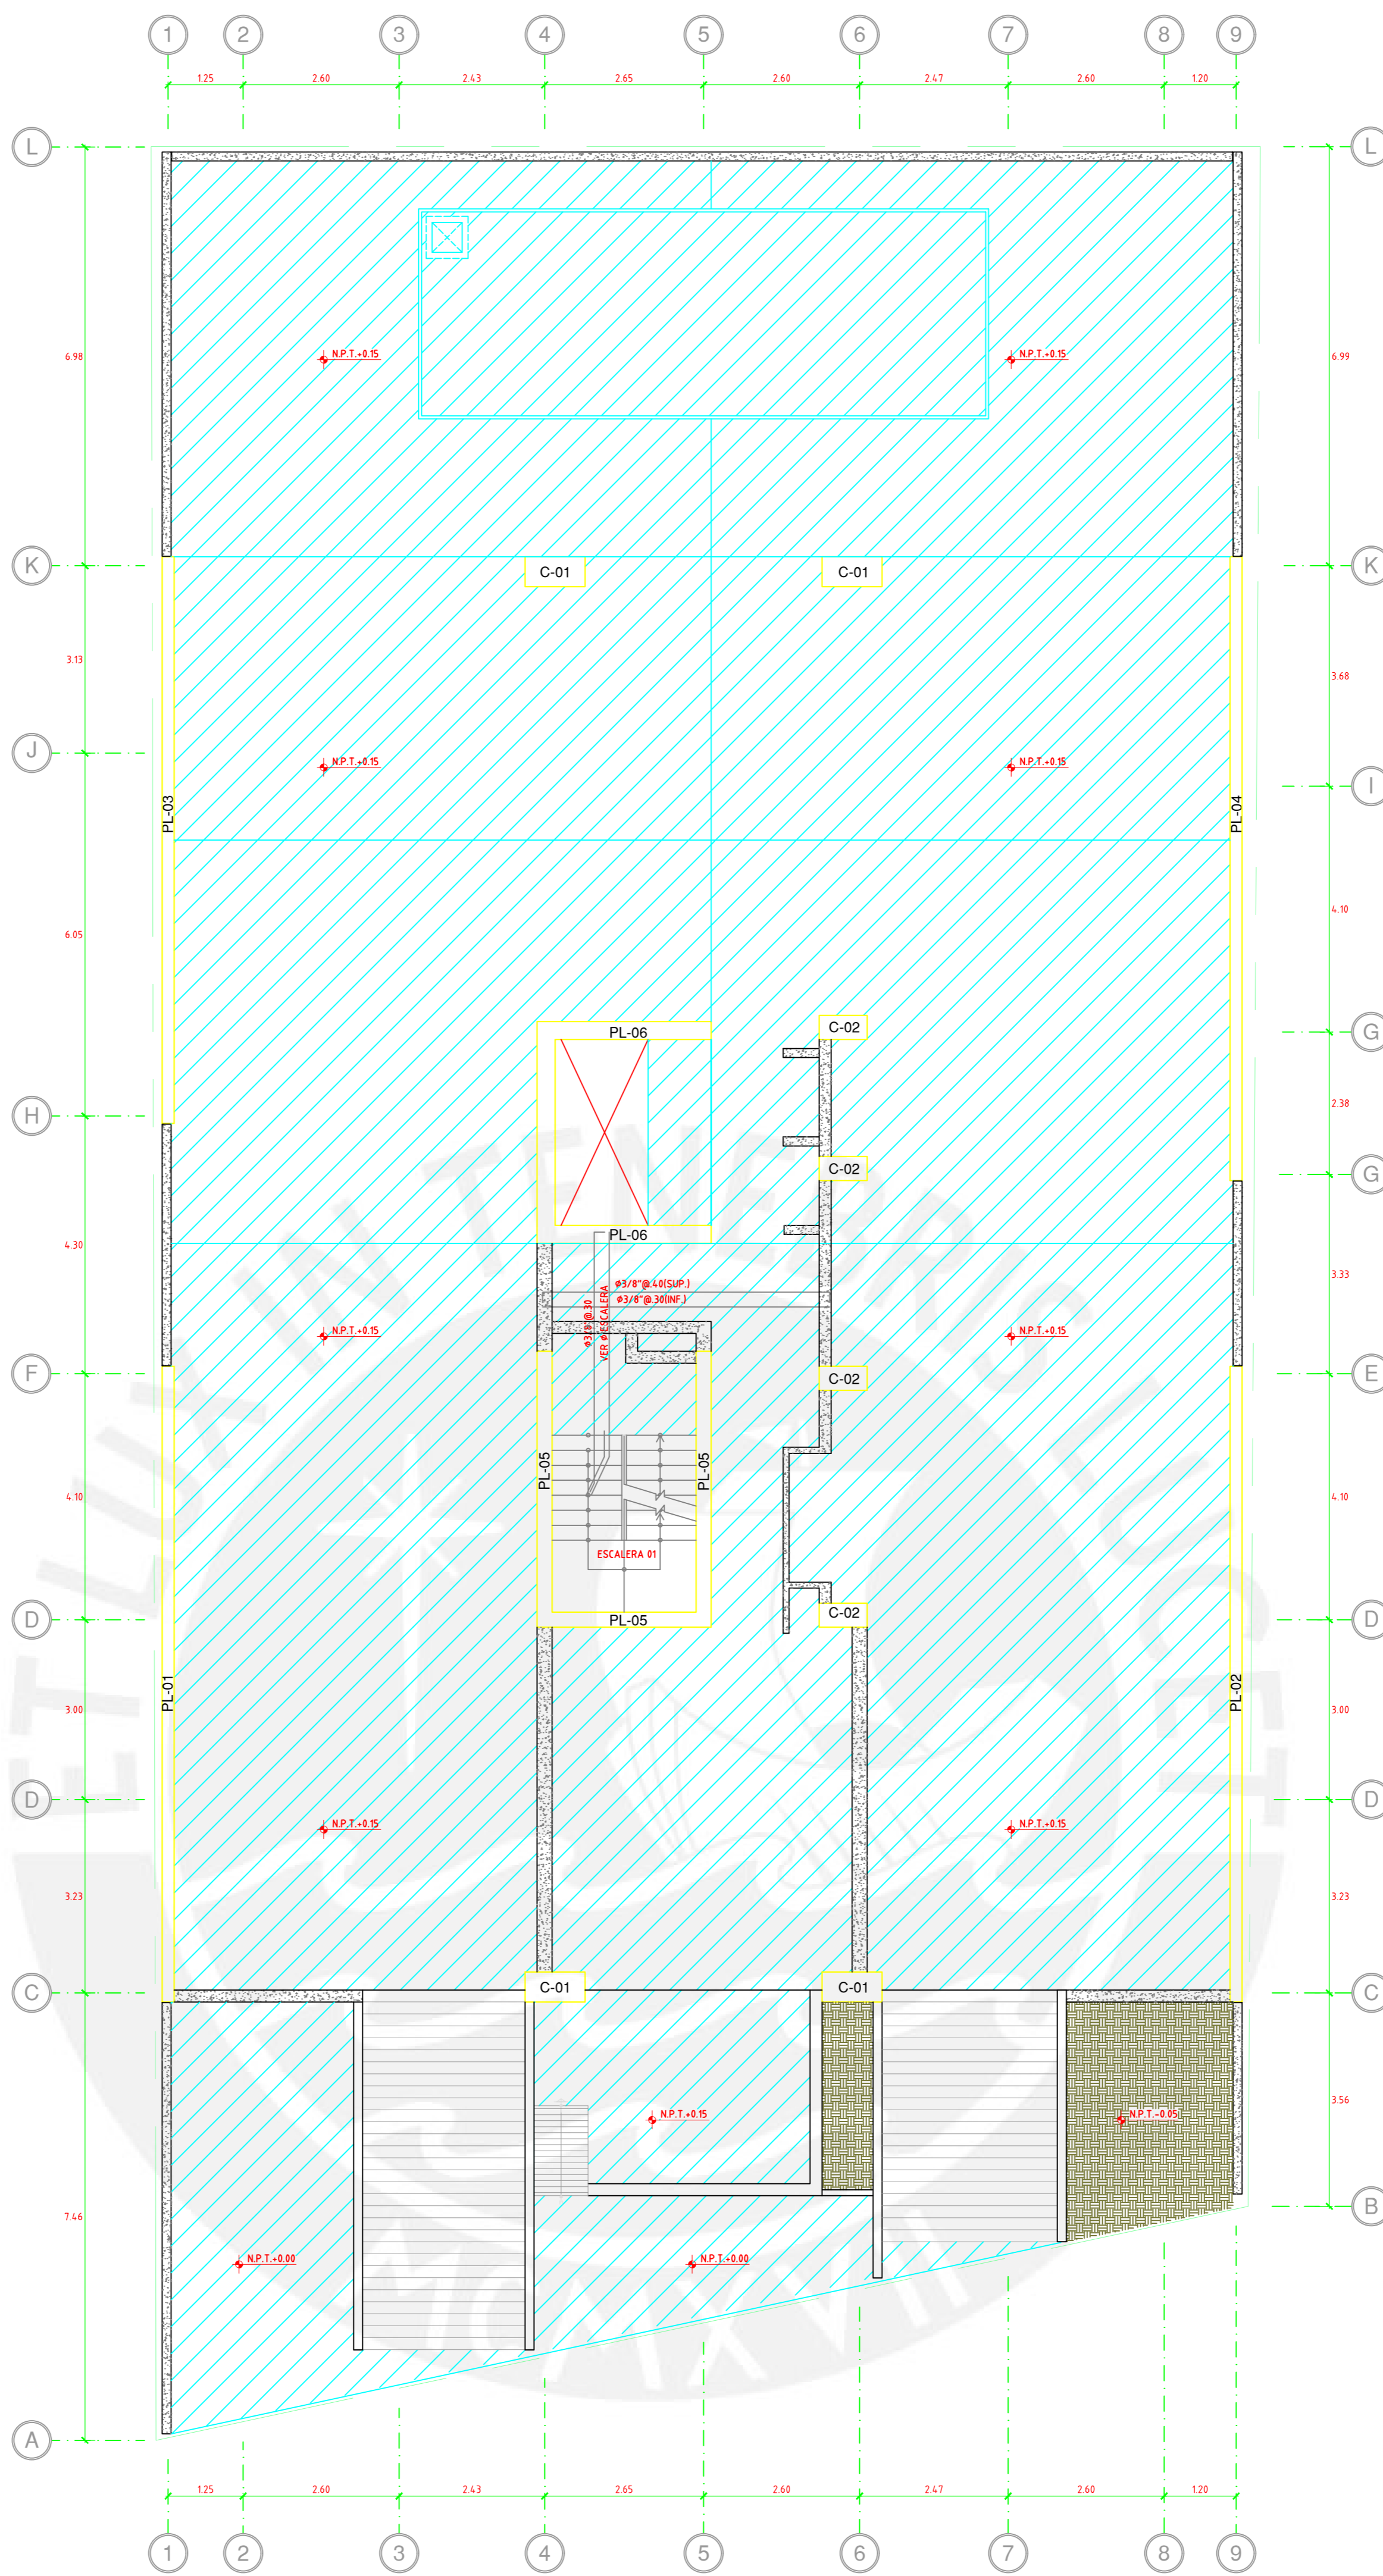 1 2 3 4 5 6 7 8 9
1.25 2.60 2.43 2.65 2.60 2.47 2.60 1.20
L L
6.98 N.P.T.+0.15 N.P.T.+0.15 6.99
K C-01 C-01 K
3.13 3.68
J N.P.T.+0.15 N.P.T.+0.15 I
PL-03 PL-04
6.05 4.10
PL-06 C-02 G
H 2.38
C-02 G
PL-06
4.30 3.33
Ø3/8"@.40(SUP.)
Ø3/8"@.30(INF.)
Ø3/8"@.30
VER Ø ESCALERA
N.P.T.+0.15 N.P.T.+0.15
F C-02 E
PL-05 PL-05
4.10 4.10
ESCALERA 01
D PL-05 C-02 D
PL-01 PL-02
3.00 3.00
D D
N.P.T.+0.15 N.P.T.+0.15
3.23 3.23
C C-01 C-01 C
3.56
N.P.T.+0.15 N.P.T.-0.05
7.46 B
N.P.T.+0.00 N.P.T.+0.00
A
1.25 2.60 2.43 2.65 2.60 2.47 2.60 1.20
1 2 3 4 5 6 7 8 9